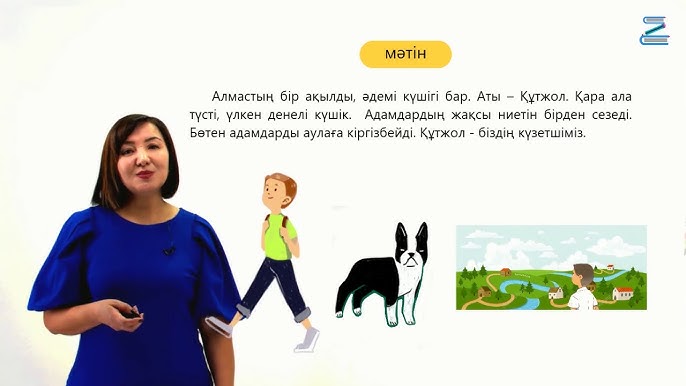 мәтін
Алмастың бір ақылды, әдемі күшігі бар. Аты – Құтжол. Қара ала
түсті, үлкен денелі күшік. Адамдардың жақсы ниетін бірден сезеді.
Бөтен адамдарды аулаға кіргізбейді. Құтжол - біздің күзетшіміз.